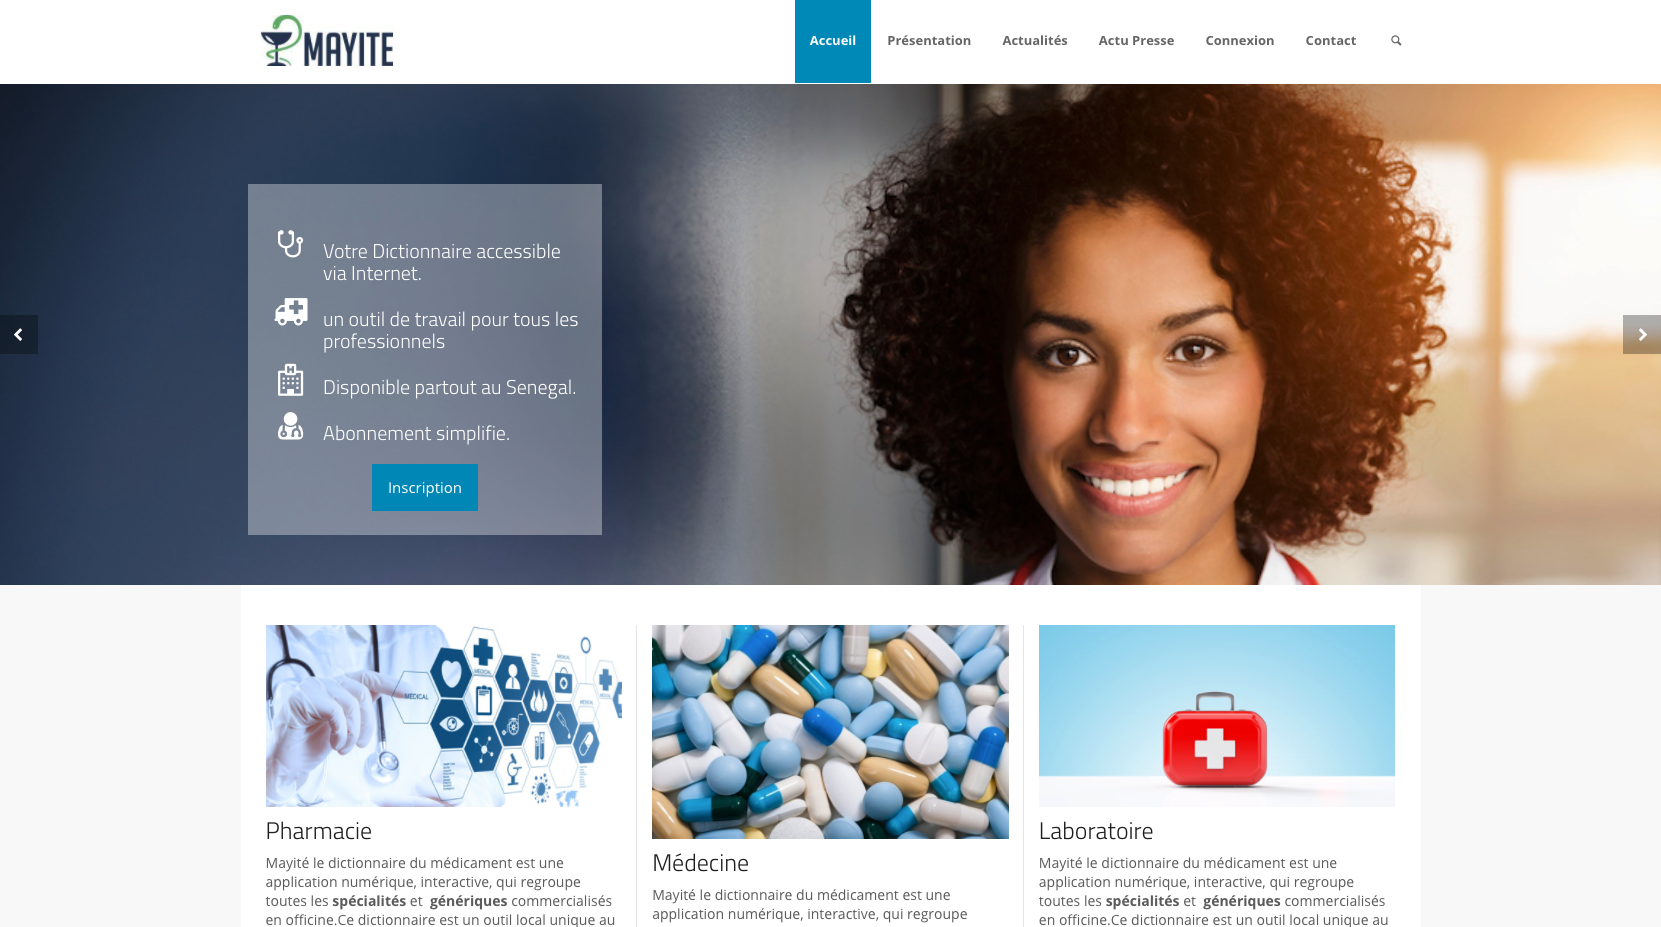 MAYITE
Accueil
Présentation
Actualités
Actu Presse
Connexion
Contact
Votre Dictionnaire accessible
via Internet.
un outil de travail pour tous les
professionnels
Disponible partout au Senegal.
Abonnement simplifie.
Inscription
MEDICAL
Pharmacie
Mayité le dictionnaire du médicament est une
application numérique, interactive, qui regroupe
toutes les spécialités et génériques commercialisés
en officine.Ce dictionnaire est un outil local unique au
Médecine
Mayité le dictionnaire du médicament est une
application numérique, interactive, qui regroupe
Laboratoire
Mayité le dictionnaire du médicament est une
application numérique, interactive, qui regroupe
toutes les spécialités et génériques commercialisés
en officine.Ce dictionnaire est un outil local unique au